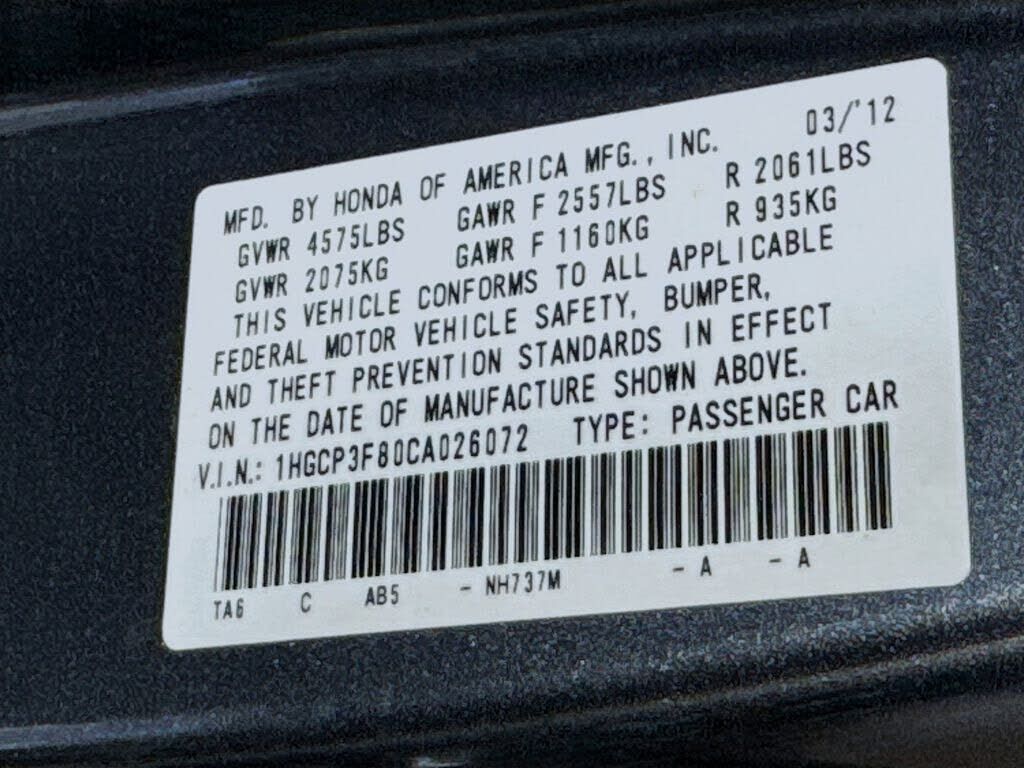 MFD. BY HONDA OF AMERICA MFG., INC. 03/'12
GVWR 4575LBS GAWR F 2557LBS R 2061LBS
GVWR 2075KG GAWR F 1160KG R 935KG
THIS VEHICLE CONFORMS TO ALL APPLICABLE
FEDERAL MOTOR VEHICLE SAFETY, BUMPER,
AND THEFT PREVENTION STANDARDS IN EFFECT
ON THE DATE OF MANUFACTURE SHOWN ABOVE.
V.I.N.: 1HGCP3F80CA026072 TYPE: PASSENGER CAR
TA6 C AB5 - NH737M - A - A